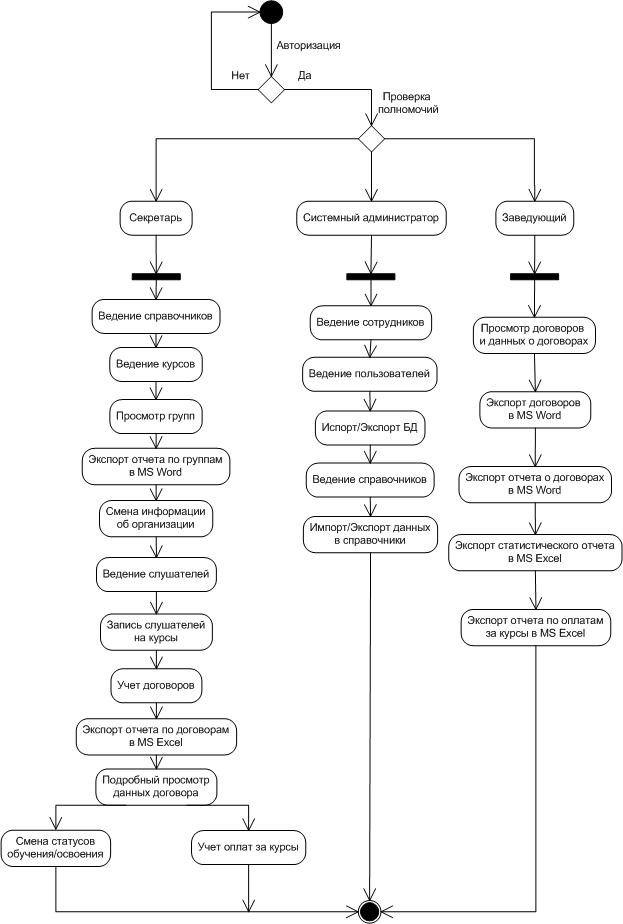 Авторизация
Нет
Да
Проверка
полномочий
Секретарь
Системный администратор
Заведующий
Ведение справочников
Ведение курсов
Просмотр групп
Экспорт отчета по группам
в MS Word
Смена информации
об организации
Ведение слушателей
Запись слушателей
на курсы
Учет договоров
Экспорт отчета по договорам
в MS Excel
Подробный просмотр
данных договора
Смена статусов
обучения/освоения
Учет оплат за курсы
Ведение сотрудников
Ведение пользователей
Испорт/Экспорт БД
Ведение справочников
Импорт/Экспорт данных
в справочники
Просмотр договоров
и данных о договорах
Экспорт договоров
в MS Word
Экспорт отчета о договорах
в MS Word
Экспорт статистического отчета
в MS Excel
Экспорт отчета по оплатам
за курсы в MS Excel